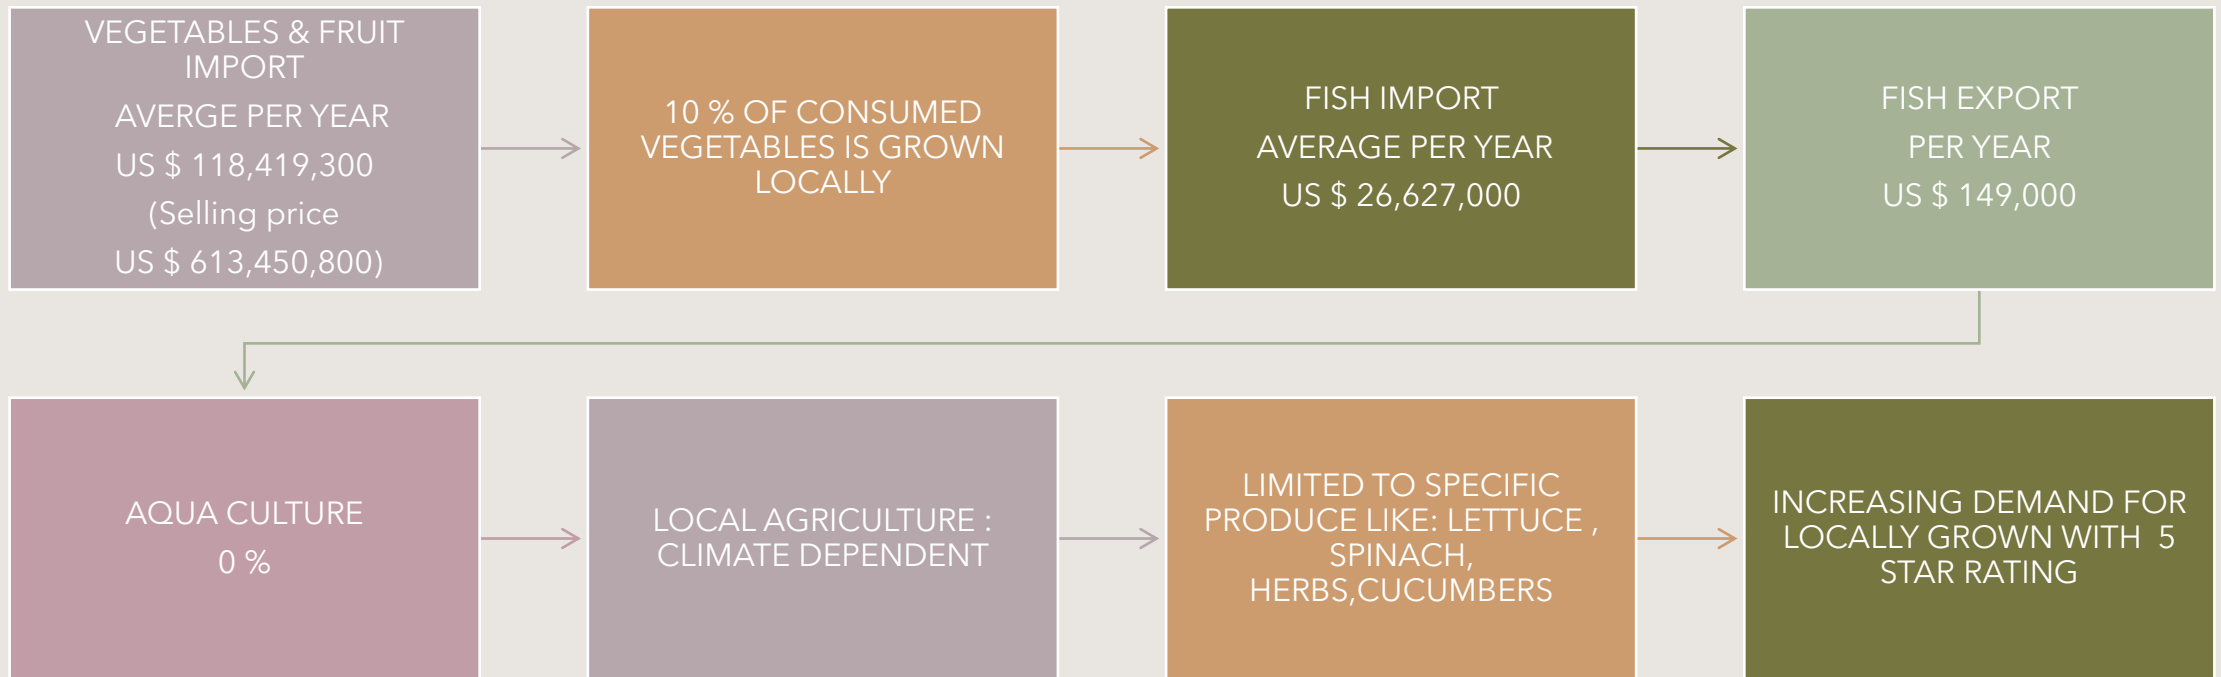 VEGETABLES & FRUIT
IMPORT
AVERGE PER YEAR
US $ 118,419,300
(Selling price
US $ 613,450,800)
10 % OF CONSUMED
VEGETABLES IS GROWN
LOCALLY
FISH IMPORT
AVERAGE PER YEAR
US $ 26,627,000
FISH EXPORT
PER YEAR
US $ 149,000
AQUA CULTURE
0 %
LOCAL AGRICULTURE :
CLIMATE DEPENDENT
LIMITED TO SPECIFIC
PRODUCE LIKE: LETTUCE ,
SPINACH,
HERBS,CUCUMBERS
INCREASING DEMAND FOR
LOCALLY GROWN WITH  5
STAR RATING